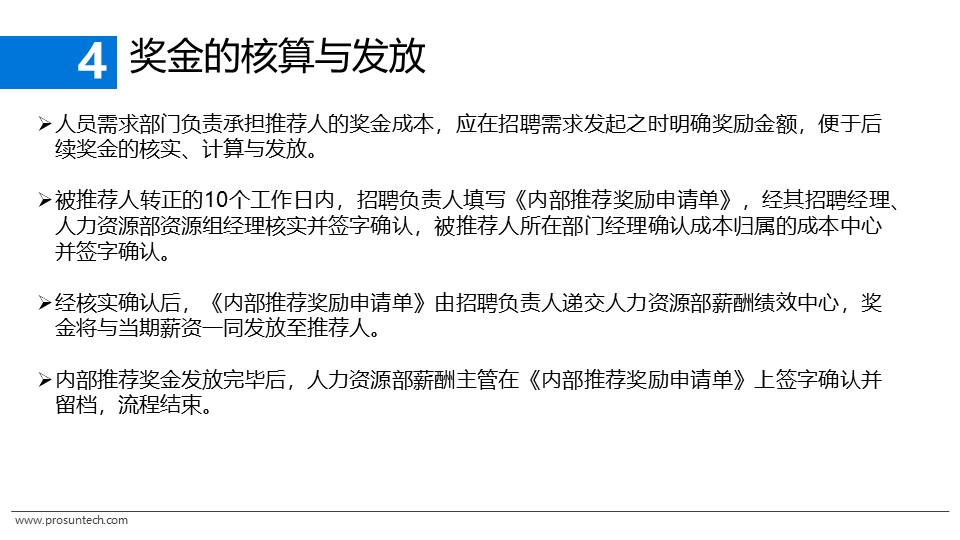 4 奖金的核算与发放
➢人员需求部门负责承担推荐人的奖金成本，应在招聘需求发起之时明确奖励金额，便于后
续奖金的核实、计算与发放。
➢被推荐人转正的10个工作日内，招聘负责人填写《内部推荐奖励申请单》，经其招聘经理、
人力资源部资源组经理核实并签字确认，被推荐人所在部门经理确认成本归属的成本中心
并签字确认。
➢经核实确认后，《内部推荐奖励申请单》由招聘负责人递交人力资源部薪酬绩效中心，奖
金将与当期薪资一同发放至推荐人。
➢内部推荐奖金发放完毕后，人力资源部薪酬主管在《内部推荐奖励申请单》上签字确认并
留档，流程结束。
www.prosuntech.com